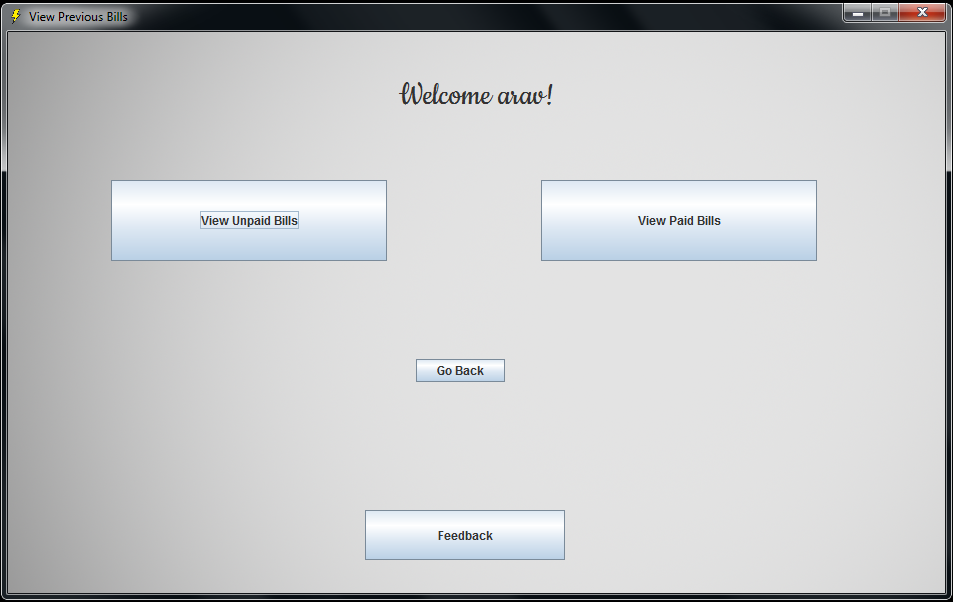 View Previous Bills
Welcome arav!
View Unpaid Bills
View Paid Bills
Go Back
Feedback